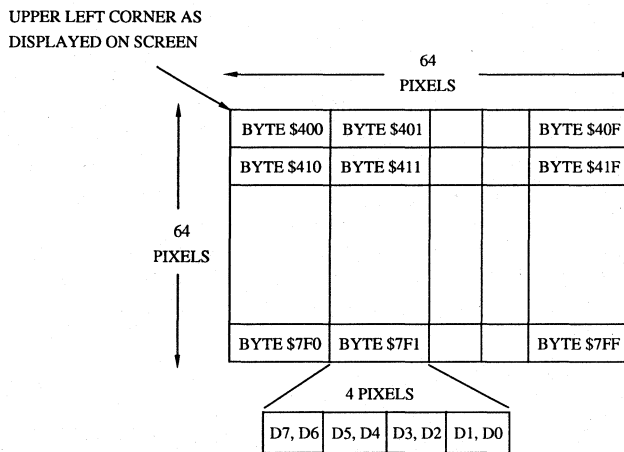 UPPER LEFT CORNER AS
DISPLAYED ON SCREEN
64
PIXELS
BYTE $400 BYTE $401 BYTE $40F
BYTE $410 BYTE $411 BYTE $41F
64
PIXELS
BYTE $7F0 BYTE $7F1 BYTE $7FF
4 PIXELS
D7, D6 D5, D4 D3, D2 D1, D0